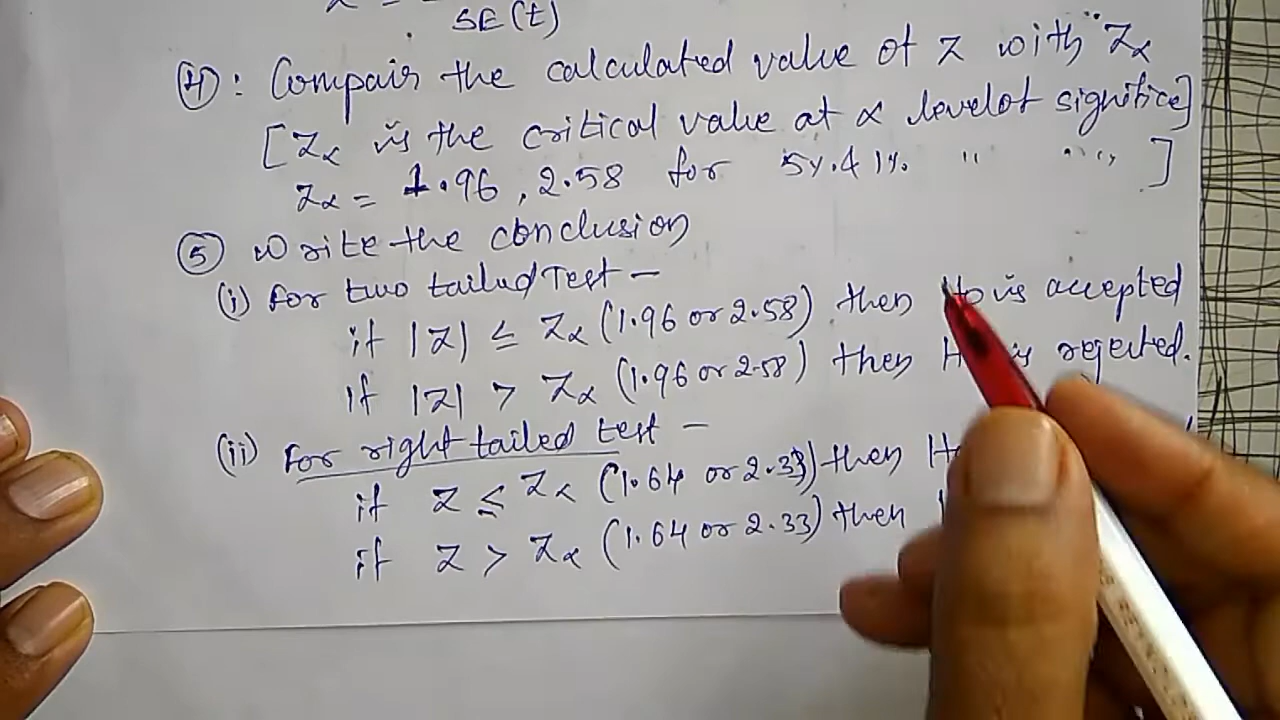 SE(t)
④: Compair the calculated value of Z with Zα
[Zα is the critical value at α level of significe]
Zα = 1.96, 2.58 for 5%. & 1%. " " ]
⑤ Write the conclusion
(i) for two tailed Test -
if |Z| ≤ Zα (1.96 or 2.58) then Ho is accepted
if |Z| > Zα (1.96 or 2.58) then is rejected.
(ii) for right tailed test -
if Z ≤ Zα (1.64 or 2.33) then
if Z > Zα (1.64 or 2.33) then